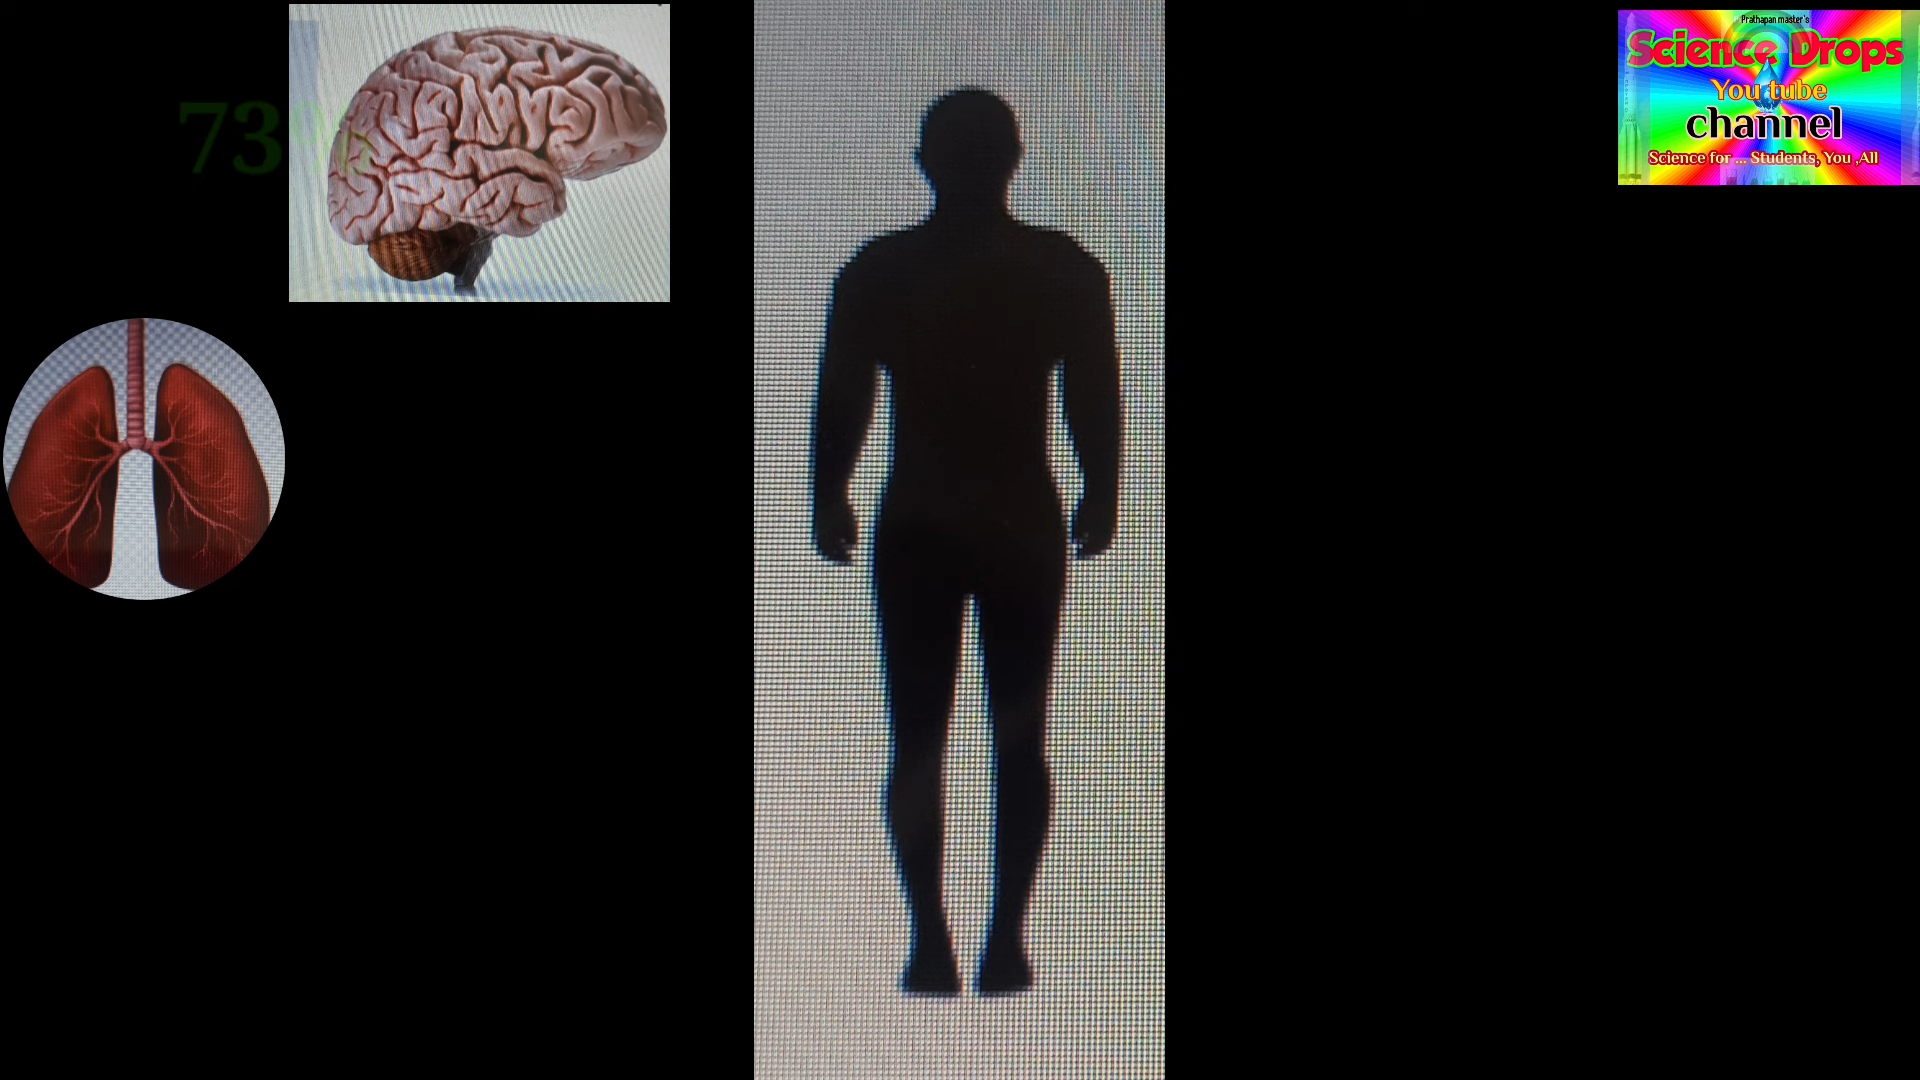 73%
Prathapan master's
Science Drops
You tube
channel
Science for ... Students, You ,All